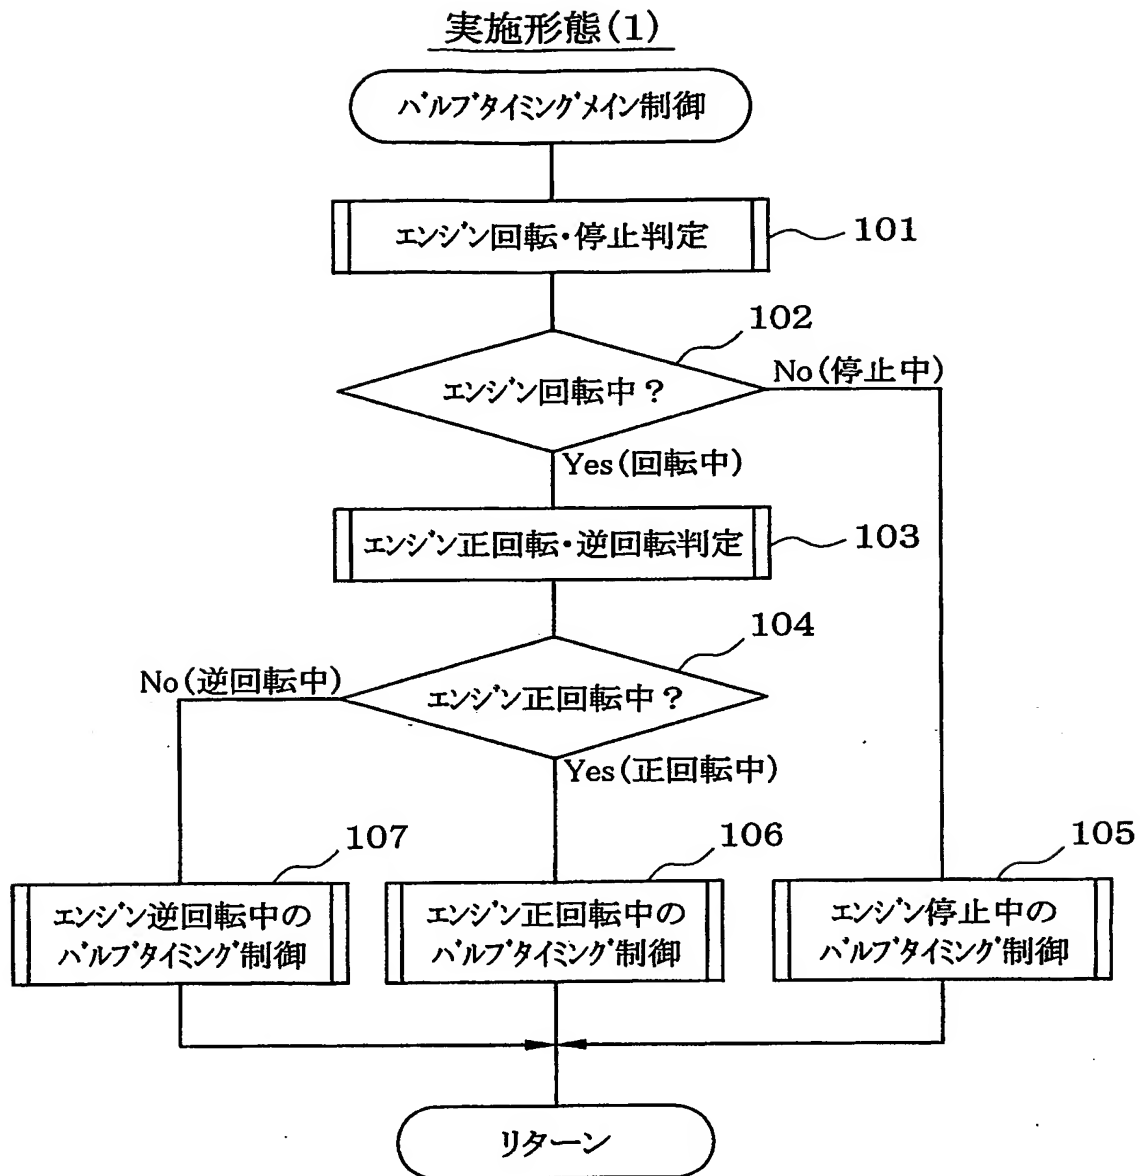 実施形態(1)
バルブタイミングメイン制御
エンジン回転・停止判定
101
102
エンジン回転中?
No(停止中)
Yes(回転中)
エンジン正回転・逆回転判定
103
104
No(逆回転中)
エンジン正回転中?
Yes(正回転中)
107
106
105
エンジン逆回転中の
バルブタイミング制御
エンジン正回転中の
バルブタイミング制御
エンジン停止中の
バルブタイミング制御
リターン